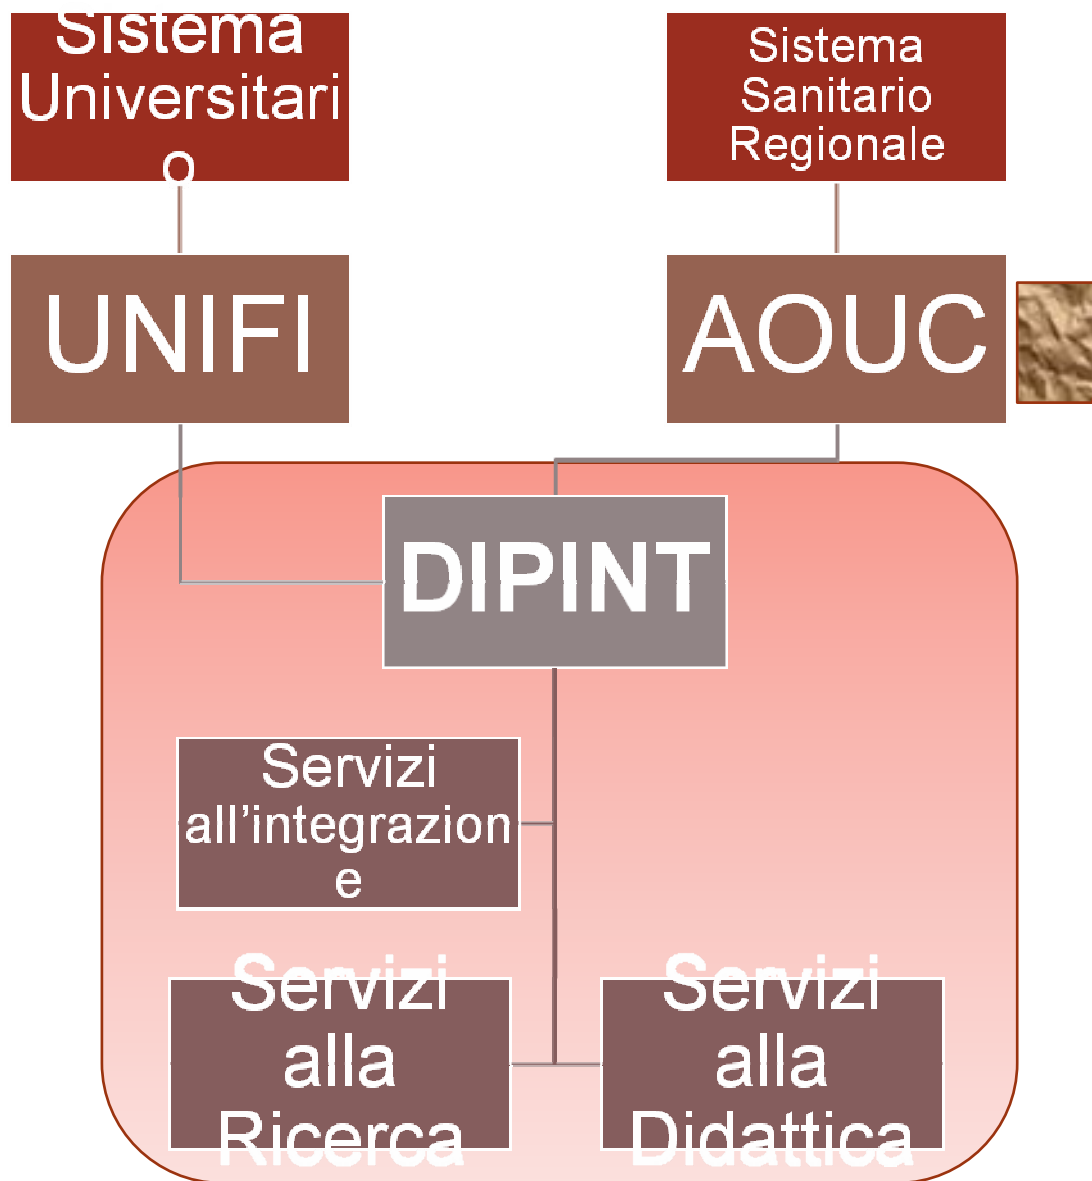 Sistema
Universitari
o
Sistema
Sanitario
Regionale
UNIFI
AOUC
DIPINT
Servizi
all’integrazion
e
Servizi
alla
Ricerca
Servizi
alla
Didattica